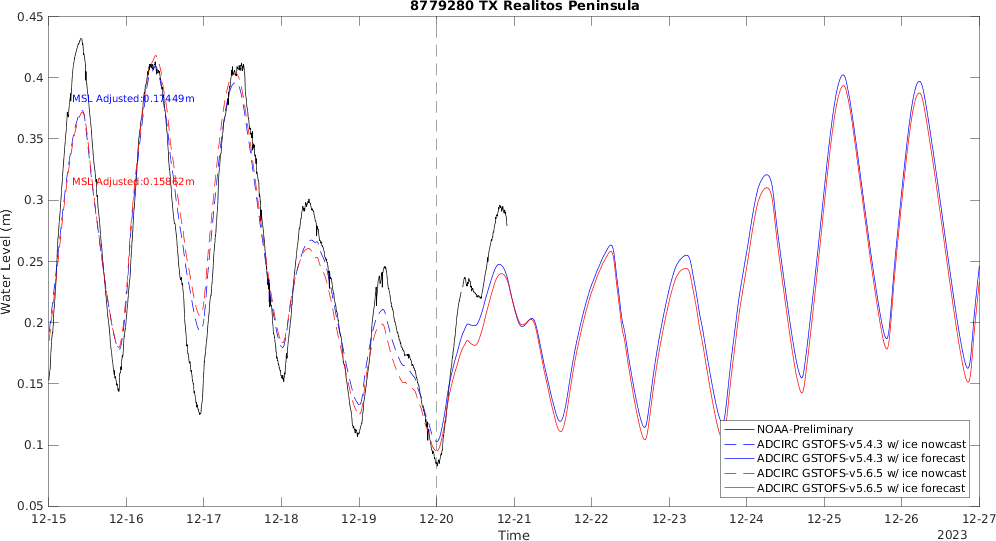 8779280 TX Realitos Peninsula
0.45
0.4
0.35
0.3
0.25
0.2
0.15
0.1
0.05
Water Level (m)
MSL Adjusted:0.17449m
MSL Adjusted:0.15862m
NOAA-Preliminary
ADCIRC GSTOFS-v5.4.3 w/ ice nowcast
ADCIRC GSTOFS-v5.4.3 w/ ice forecast
ADCIRC GSTOFS-v5.6.5 w/ ice nowcast
ADCIRC GSTOFS-v5.6.5 w/ ice forecast
12-15 12-16 12-17 12-18 12-19 12-20 12-21 12-22 12-23 12-24 12-25 12-26 12-27
Time
2023